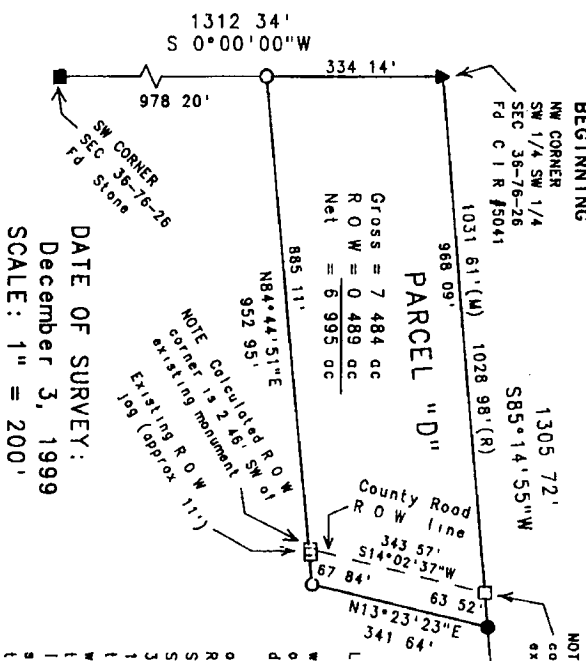 1312 34'
S 0°00'00"W
334 14'
978 20'
BEGINNING
NW CORNER
SW 1/4 SW 1/4
SEC 36-76-26
Fd C I R #5041
SW CORNER
SEC 36-76-26
Fd Stone
1031 61'(M) 1028 98'(R)
968 09'
1305 72'
S85°14'55"W
PARCEL "D"
Gross = 7 484 ac
R O W = 0 489 ac
Net = 6 995 ac
885 11'
N84°44'51"E
952 95'
County Road
R O W line
343 57'
S14°02'37"W
67 84'
63 52'
N13°23'23"E
341 64'
NOTE Calculated R O W
corner is 2 46' SW of
existing monument
Existing R O W
jog (approx 11')
DATE OF SURVEY:
December 3, 1999
SCALE: 1" = 200'
NOT
co
ex